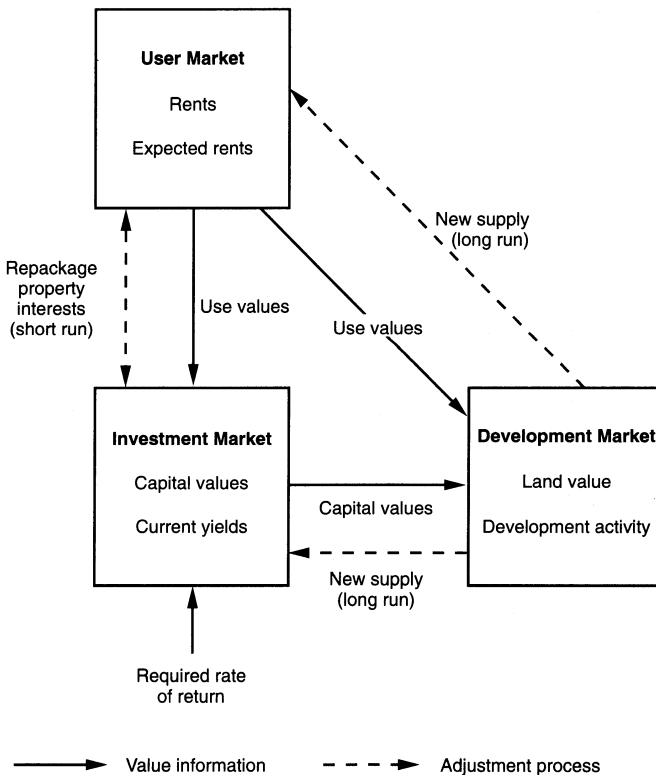 User Market
Rents
Expected rents
New supply
(long run)
Repackage
property
interests
(short run)
Use values
Use values
Investment Market
Capital values
Current yields
Development Market
Land value
Development activity
Capital values
New supply
(long run)
Required rate
of return
Value information
Adjustment process